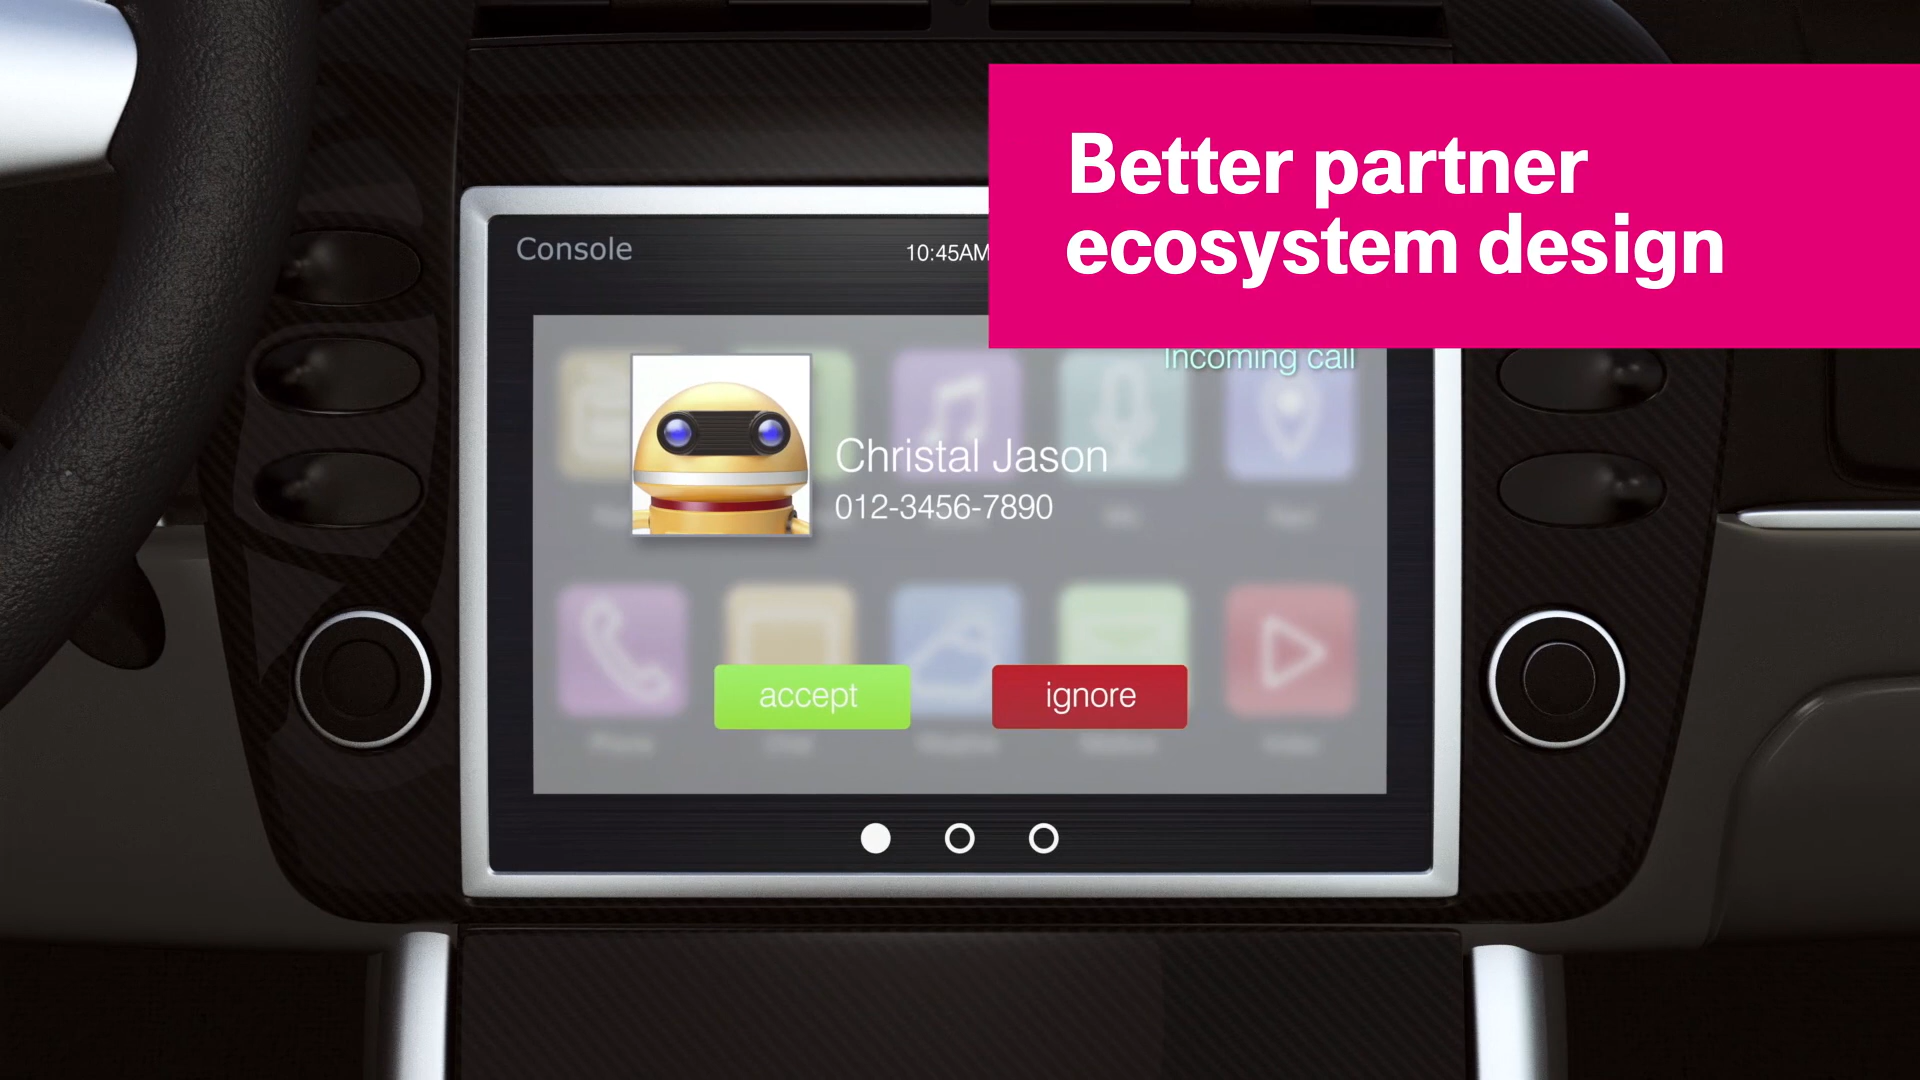 Better partner
ecosystem design
Console
10:45AM
Incoming call
Christal Jason
012-3456-7890
accept
ignore